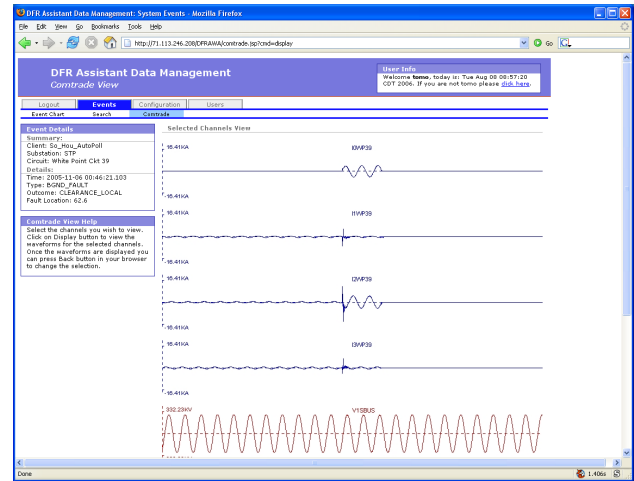 DFR Assistant Data Management: System Events - Mozilla Firefox
File Edit View Go Bookmarks Tools Help
http://71.113.246.208/DFRAWA/comtrade.jsp?cmd=display
Go
DFR Assistant Data Management
Comtrade View
User Info
Welcome tomo, today is: Tue Aug 08 08:57:20
CDT 2006. If you are not tomo please click here.
Logout Events Configuration Users
Event Chart Search Comtrade
Event Details
Summary:
Client: So_Hou_AutoPoll
Substation: STP
Circuit: White Point Ckt 39
Details:
Time: 2005-11-06 00:46:21.103
Type: BGND_FAULT
Outcome: CLEARANCE_LOCAL
Fault Location: 62.6
Comtrade View Help
Select the channels you wish to view.
Click on Display button to view the
waveforms for the selected channels.
Once the waveforms are displayed you
can press Back button in your browser
to change the selection.
Selected Channels View
16.41KA
I0WP39
-16.41KA
16.41KA
I1WP39
-16.41KA
16.41KA
I2WP39
-16.41KA
16.41KA
I3WP39
-16.41KA
332.23KV
V1SBUS
Done
1.406s